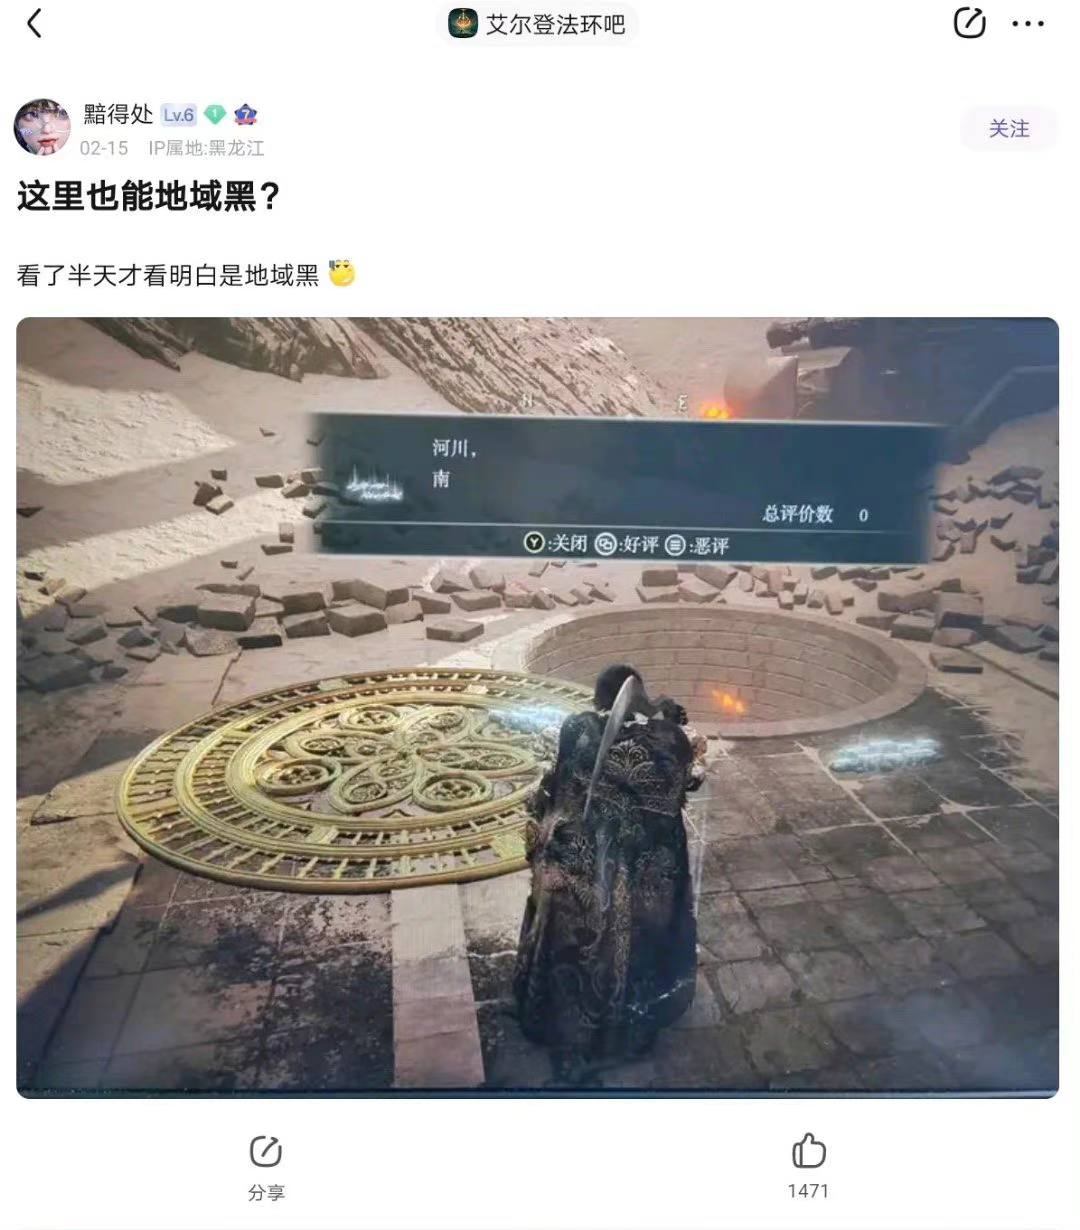 艾尔登法环吧
黯得处 Lv.6 1 7
关注
02-15 IP属地:黑龙江
这里也能地域黑?
看了半天才看明白是地域黑
N E
河川，
南
总评价数 0
Y:关闭 :好评 :恶评
分享
1471